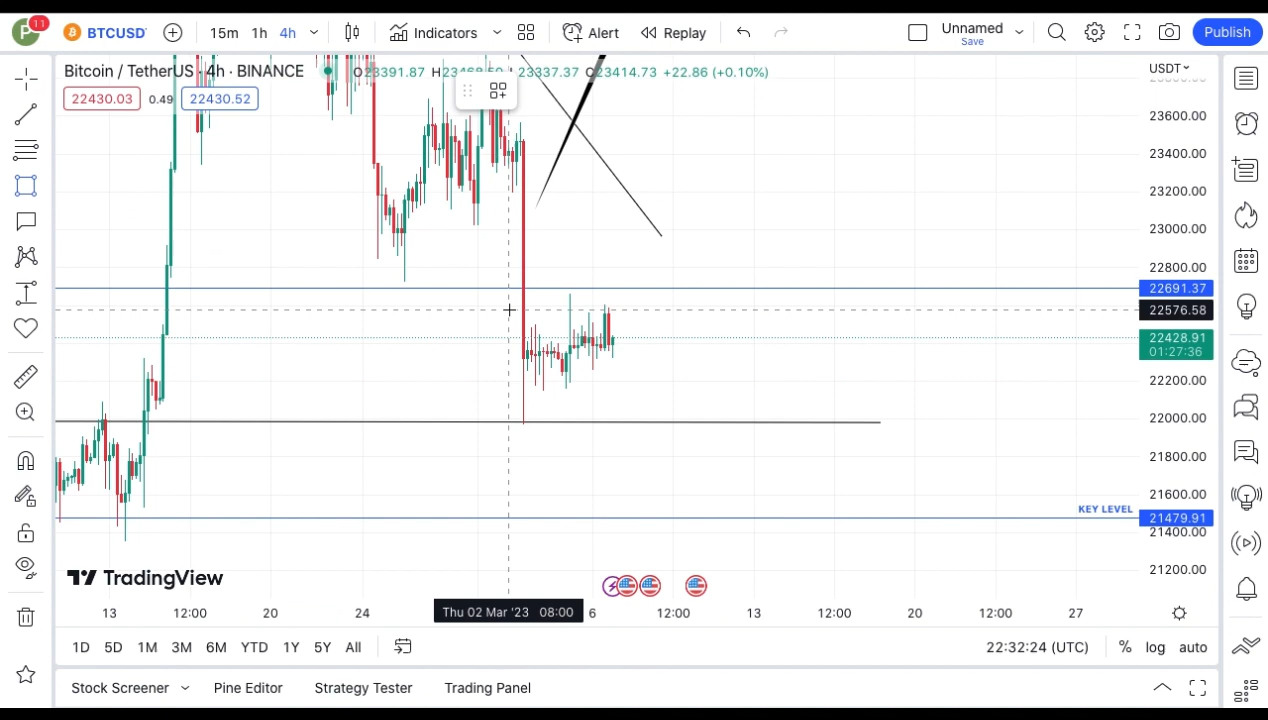 P 11 BTCUSD 15m 1h 4h Indicators Alert Replay Unnamed Save Publish
Bitcoin / TetherUS · 4h · BINANCE 23337.37 23414.73 +22.86 (+0.10%) USDT
22430.03 0.49 22430.52
23600.00
23400.00
23200.00
23000.00
22800.00
22691.37
22576.58
22428.91
01:27:36
22200.00
22000.00
21800.00
21600.00
KEY LEVEL 21479.91
21400.00
21200.00
TradingView
13 12:00 20 24 Thu 02 Mar '23 08:00 6 12:00 13 12:00 20 12:00 27
1D 5D 1M 3M 6M YTD 1Y 5Y All 22:32:24 (UTC) % log auto
Stock Screener Pine Editor Strategy Tester Trading Panel